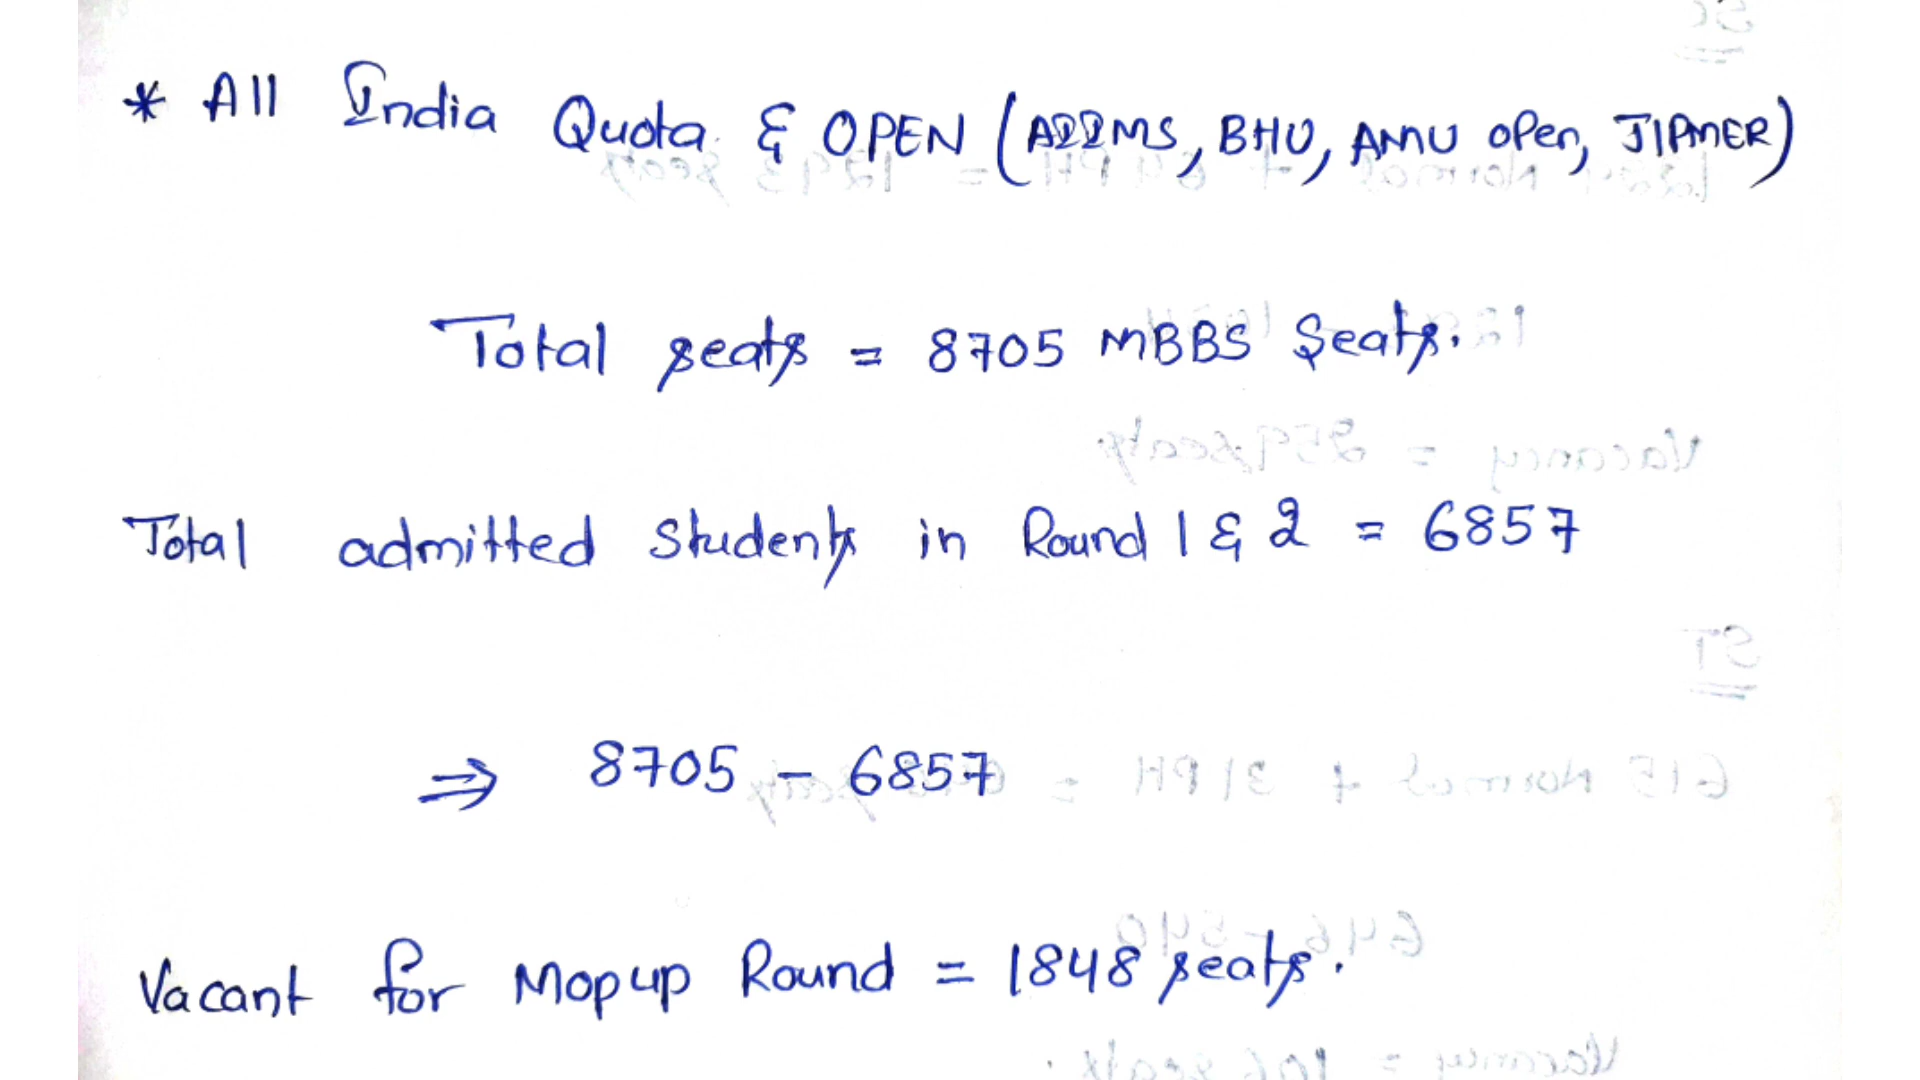 * All India Quota & OPEN (AIIMS, BHU, AMU open, JIPMER)
Total seats = 8705 MBBS Seats.
Total admitted students in Round 1 & 2 = 6857
⇒ 8705 - 6857
Vacant for Mopup Round = 1848 seats.